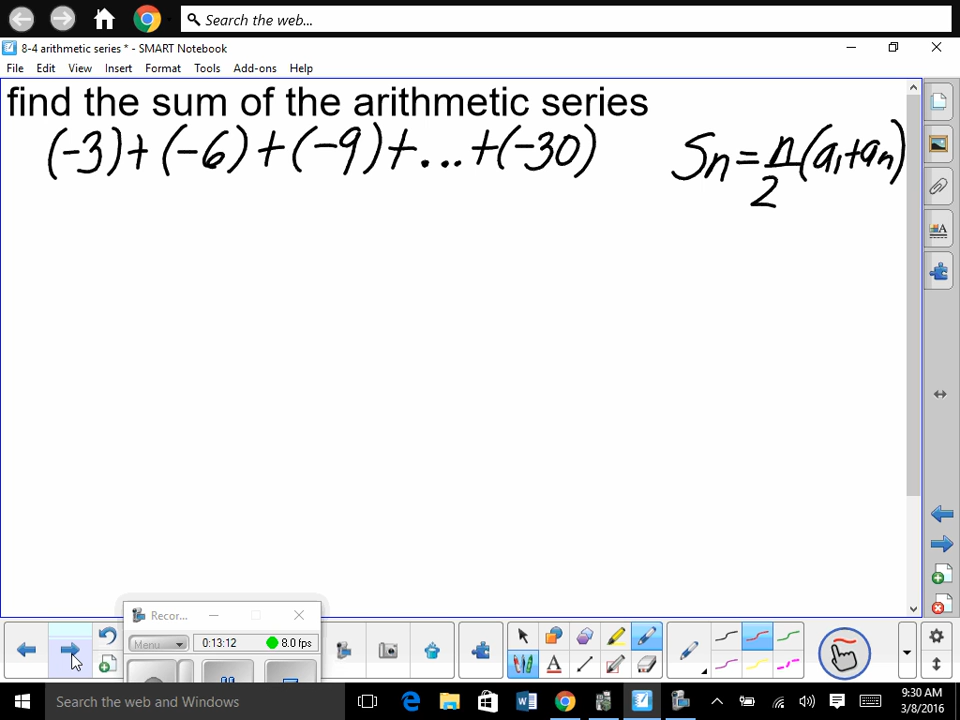 Search the web...
8-4 arithmetic series * - SMART Notebook
File Edit View Insert Format Tools Add-ons Help
find the sum of the arithmetic series
(-3)+(-6)+(-9)+...+(-30) Sn=n/2(a1+an)
Recor...
Menu 0:13:12 8.0 fps
Search the web and Windows
9:30 AM
3/8/2016